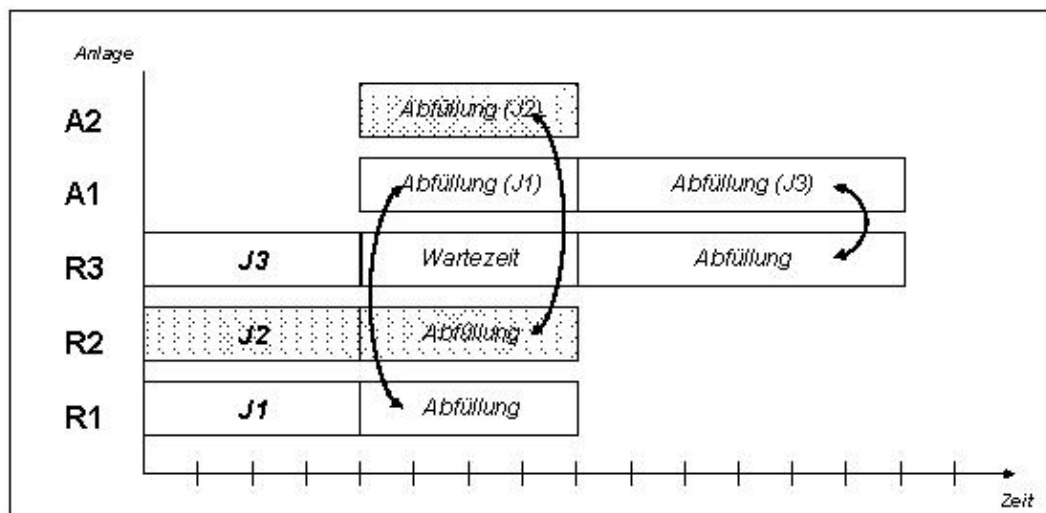 Anlage
A2 Abfüllung (J2)
A1 Abfüllung (J1) Abfüllung (J3)
R3 J3 Wartezeit Abfüllung
R2 J2 Abfüllung
R1 J1 Abfüllung
Zeit